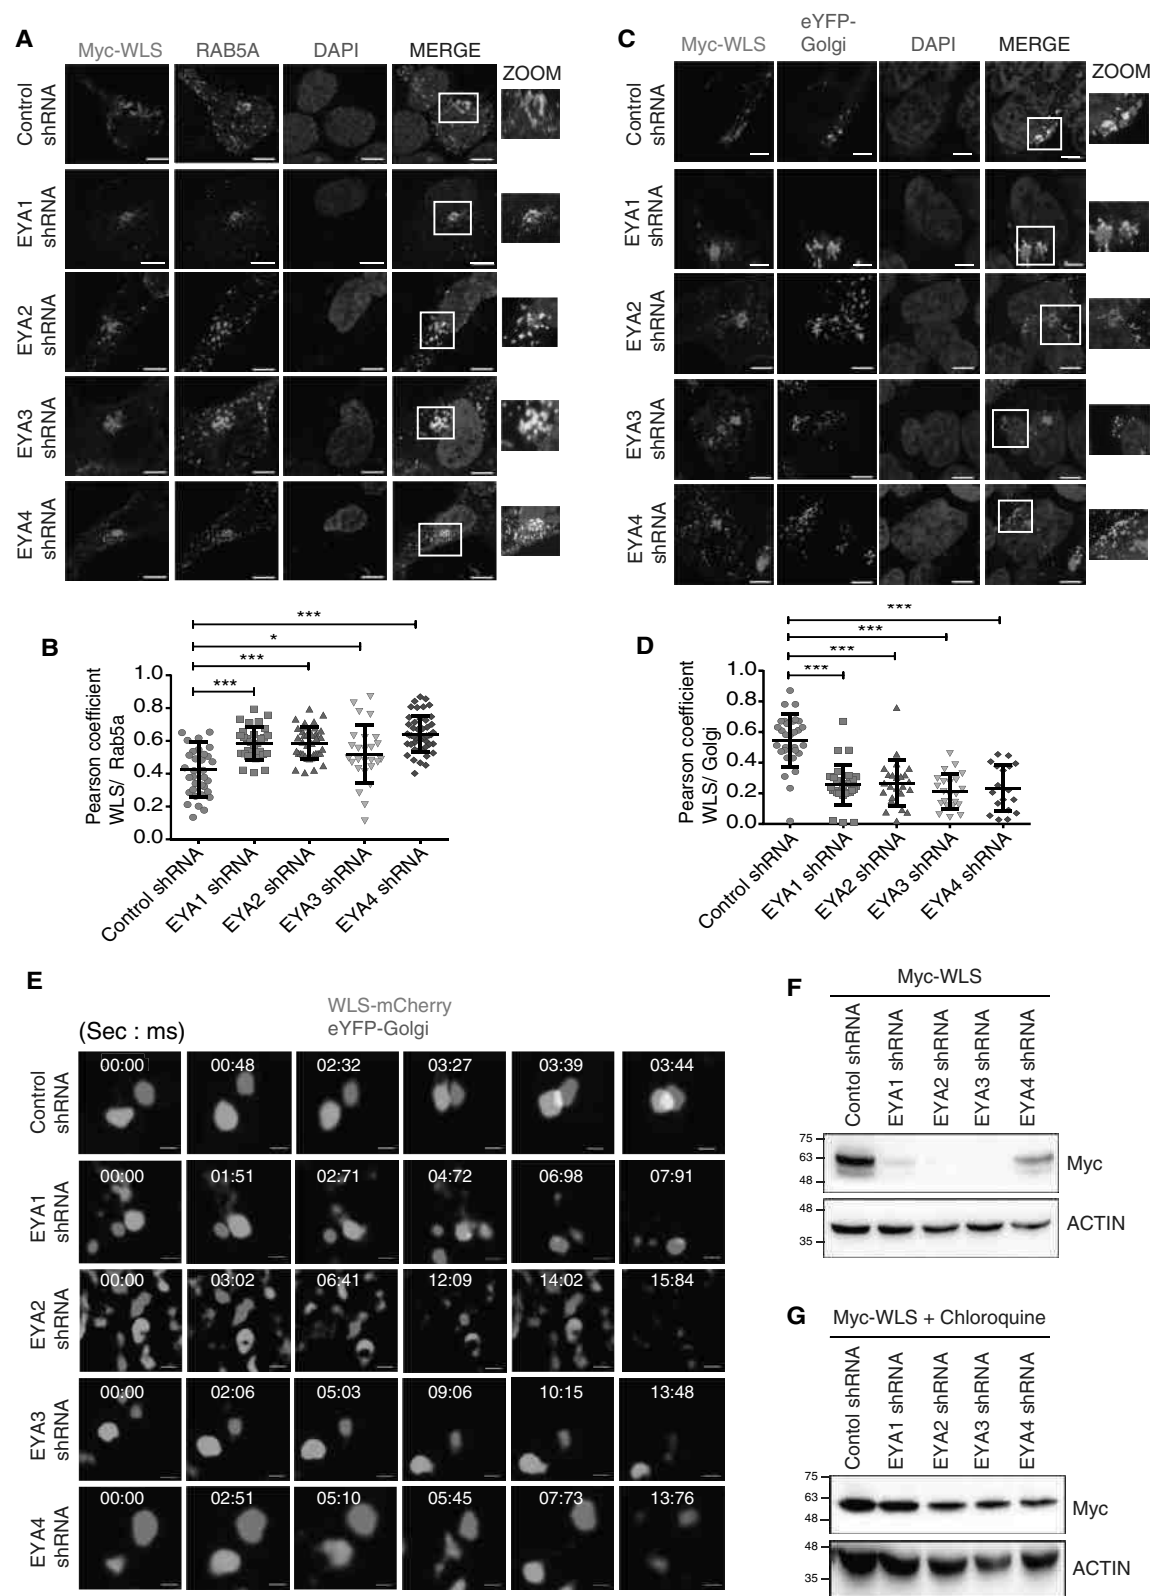 A
Myc-WLS RAB5A DAPI MERGE
ZOOM
Control shRNA
EYA1 shRNA
EYA2 shRNA
EYA3 shRNA
EYA4 shRNA
C
Myc-WLS eYFP-Golgi DAPI MERGE
ZOOM
Control shRNA
EYA1 shRNA
EYA2 shRNA
EYA3 shRNA
EYA4 shRNA
B
***
*
***
***
Pearson coefficient
WLS/ Rab5a
1.0
0.8
0.6
0.4
0.2
0.0
Control shRNA
EYA1 shRNA
EYA2 shRNA
EYA3 shRNA
EYA4 shRNA
D
***
***
***
***
Pearson coefficient
WLS/ Golgi
1.0
0.8
0.6
0.4
0.2
0.0
Control shRNA
EYA1 shRNA
EYA2 shRNA
EYA3 shRNA
EYA4 shRNA
E
WLS-mCherry
eYFP-Golgi
(Sec : ms)
Control shRNA
00:00 00:48 02:32 03:27 03:39 03:44
EYA1 shRNA
00:00 01:51 02:71 04:72 06:98 07:91
EYA2 shRNA
00:00 03:02 06:41 12:09 14:02 15:84
EYA3 shRNA
00:00 02:06 05:03 09:06 10:15 13:48
EYA4 shRNA
00:00 02:51 05:10 05:45 07:73 13:76
F
Myc-WLS
Contol shRNA
EYA1 shRNA
EYA2 shRNA
EYA3 shRNA
EYA4 shRNA
75
63
48
Myc
48
35
ACTIN
G
Myc-WLS + Chloroquine
Contol shRNA
EYA1 shRNA
EYA2 shRNA
EYA3 shRNA
EYA4 shRNA
75
63
48
Myc
48
35
ACTIN